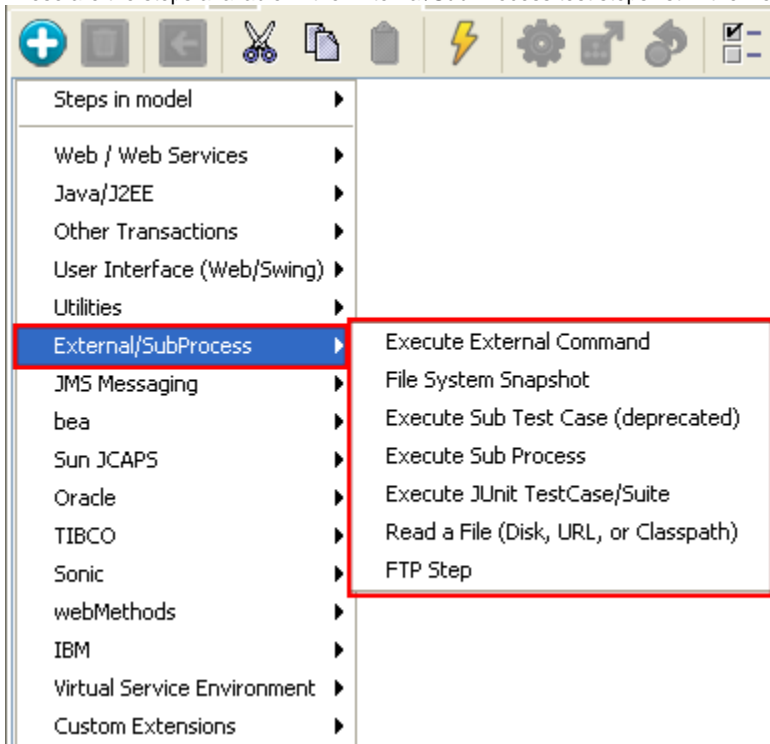 Steps in model
Web / Web Services
Java/J2EE
Other Transactions
User Interface (Web/Swing)
Utilities
External/SubProcess
JMS Messaging
bea
Sun JCAPS
Oracle
TIBCO
Sonic
webMethods
IBM
Virtual Service Environment
Custom Extensions
Execute External Command
File System Snapshot
Execute Sub Test Case (deprecated)
Execute Sub Process
Execute JUnit TestCase/Suite
Read a File (Disk, URL, or Classpath)
FTP Step